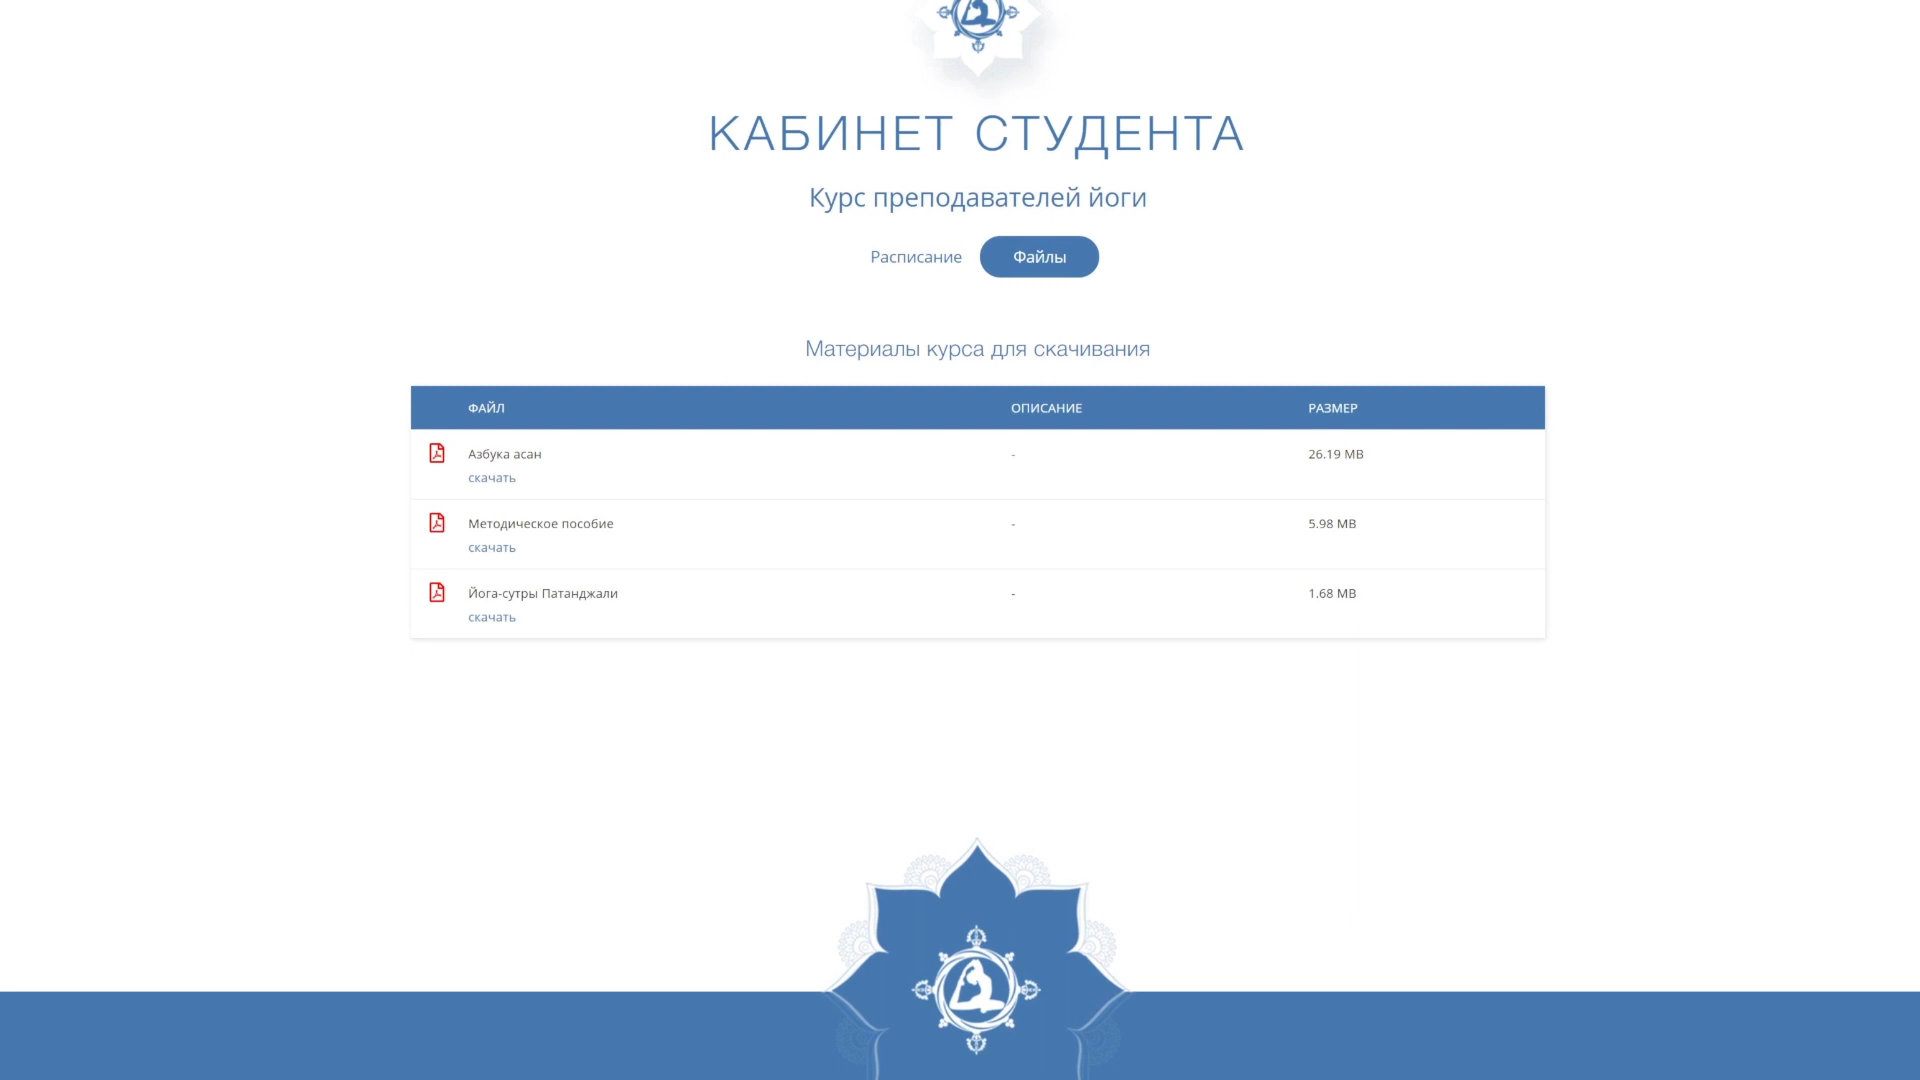 КАБИНЕТ СТУДЕНТА
Курс преподавателей йоги
Расписание Файлы
Материалы курса для скачивания
ФАЙЛ ОПИСАНИЕ РАЗМЕР
Азбука асан - 26.19 MB
скачать
Методическое пособие - 5.98 MB
скачать
Йога-сутры Патанджали - 1.68 MB
скачать